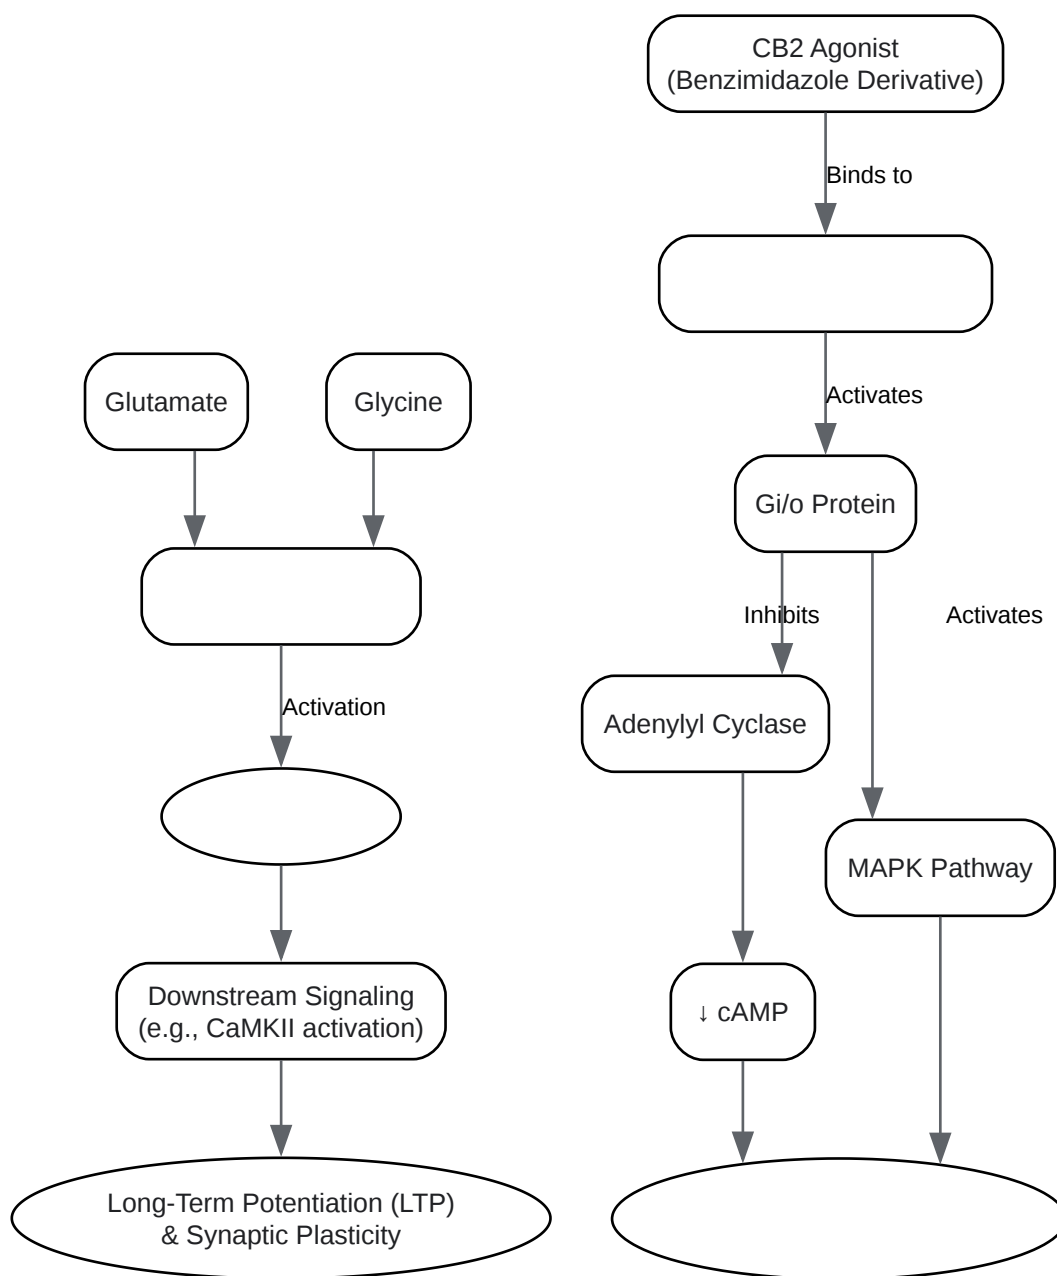 CB2 Agonist
(Benzimidazole Derivative)
Binds to
Glutamate
Glycine
Activates
Gi/o Protein
Inhibits
Activates
Activation
Adenylyl Cyclase
MAPK Pathway
Downstream Signaling
(e.g., CaMKII activation)
↓ cAMP
Long-Term Potentiation (LTP)
& Synaptic Plasticity